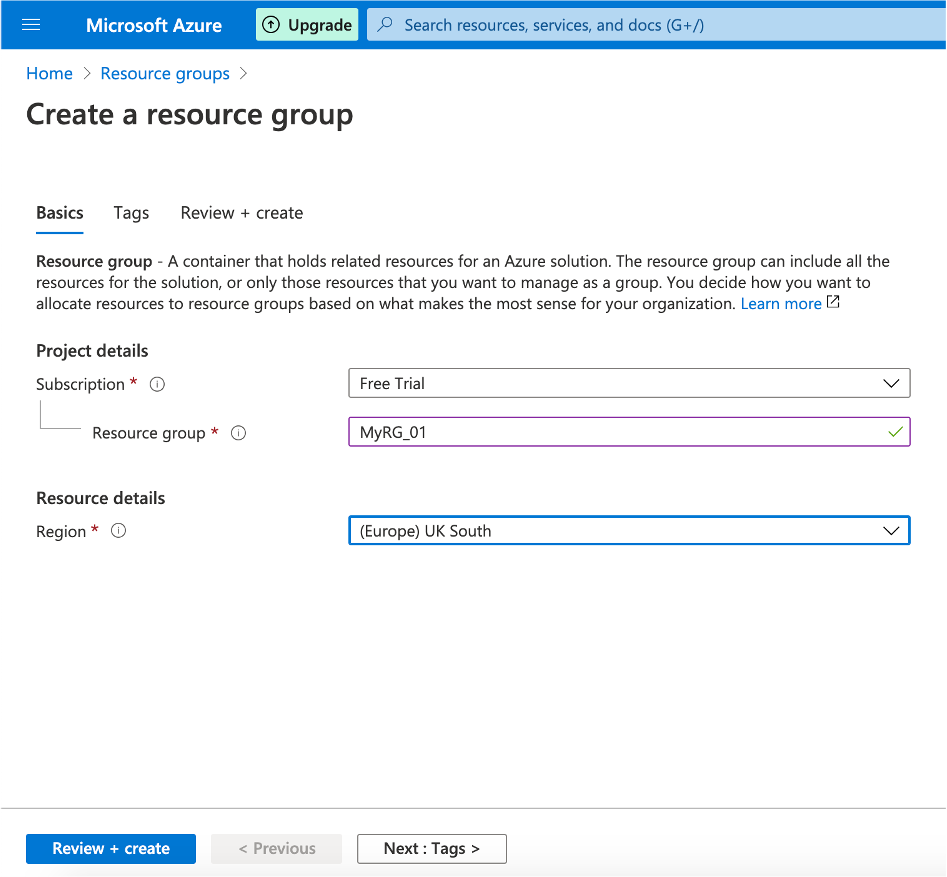 Microsoft Azure Upgrade Search resources, services, and docs (G+/)
Home > Resource groups >
Create a resource group
Basics Tags Review + create
Resource group - A container that holds related resources for an Azure solution. The resource group can include all the
resources for the solution, or only those resources that you want to manage as a group. You decide how you want to
allocate resources to resource groups based on what makes the most sense for your organization. Learn more
Project details
Subscription * Free Trial
Resource group * MyRG_01
Resource details
Region * (Europe) UK South
Review + create < Previous Next : Tags >